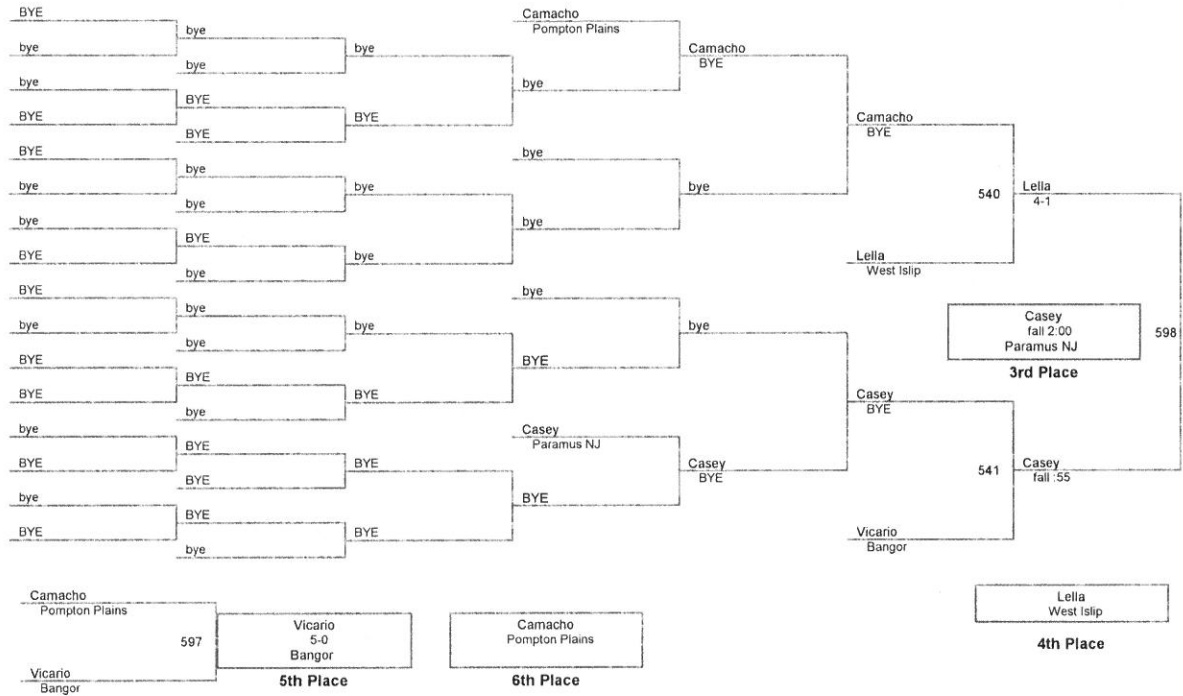 BYE
bye
bye
BYE
BYE
bye
bye
BYE
BYE
bye
BYE
BYE
bye
BYE
bye
BYE
bye
bye
BYE
BYE
bye
bye
BYE
bye
bye
bye
BYE
bye
BYE
BYE
BYE
bye
bye
BYE
bye
bye
bye
BYE
BYE
BYE
Camacho
Pompton Plains
bye
bye
bye
bye
BYE
Casey
Paramus NJ
BYE
Camacho
BYE
bye
bye
Casey
BYE
Camacho
BYE
540
Lella
West Islip
Casey
BYE
541
Vicario
Bangor
Lella
4-1
Casey
fall 2:00
Paramus NJ
598
3rd Place
Casey
fall :55
Lella
West Islip
4th Place
Camacho
Pompton Plains
597
Vicario
Bangor
Vicario
5-0
Bangor
5th Place
Camacho
Pompton Plains
6th Place